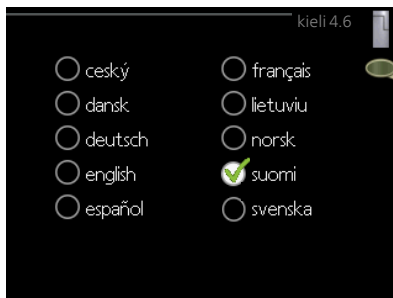 kieli 4.6
ceský
dansk
deutsch
english
español
français
lietuviu
norsk
suomi
svenska